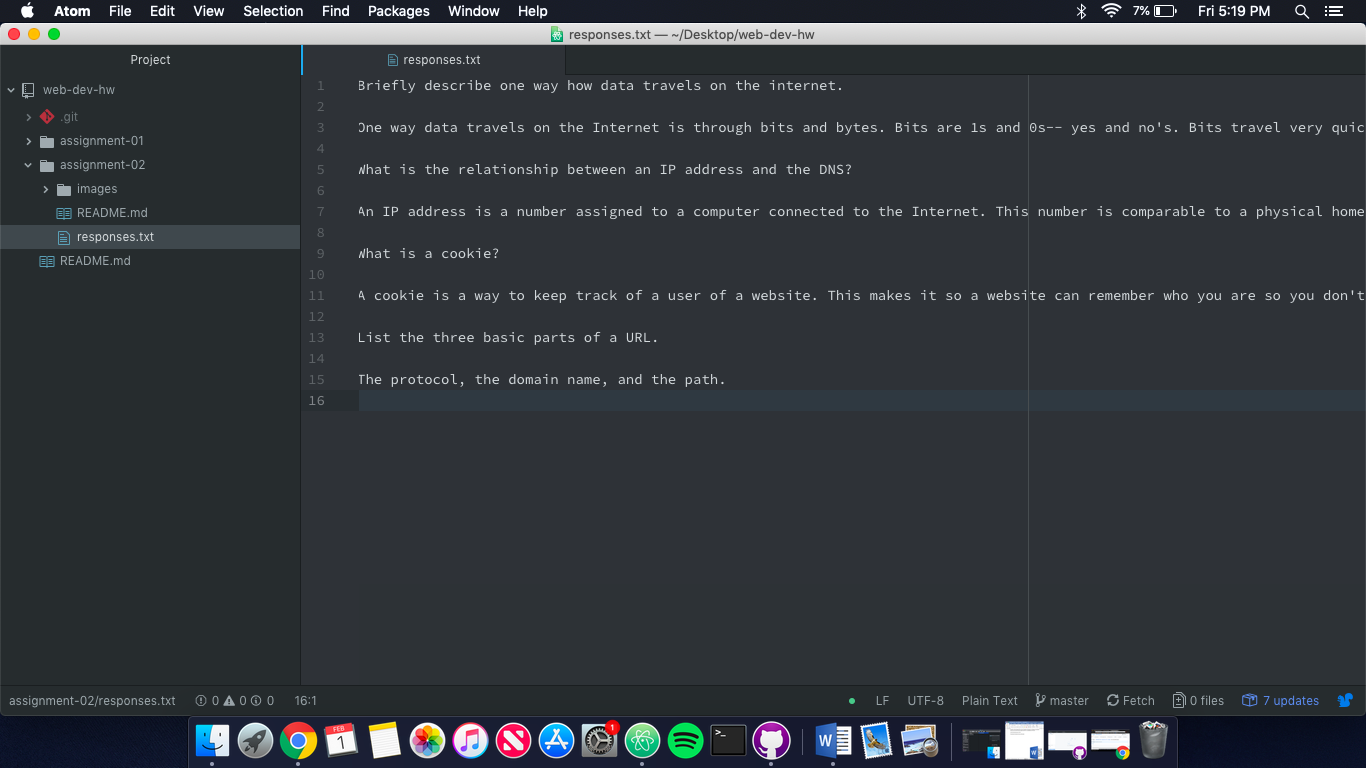 Atom File Edit View Selection Find Packages Window Help 7% Fri 5:19 PM
responses.txt — ~/Desktop/web-dev-hw
Project
responses.txt
web-dev-hw
.git
assignment-01
assignment-02
images
README.md
responses.txt
README.md
1 Briefly describe one way how data travels on the internet.
2
3 One way data travels on the Internet is through bits and bytes. Bits are 1s and 0s-- yes and no's. Bits travel very quic
4
5 What is the relationship between an IP address and the DNS?
6
7 An IP address is a number assigned to a computer connected to the Internet. This number is comparable to a physical home
8
9 What is a cookie?
10
11 A cookie is a way to keep track of a user of a website. This makes it so a website can remember who you are so you don't
12
13 List the three basic parts of a URL.
14
15 The protocol, the domain name, and the path.
16
assignment-02/responses.txt 0 0 0 16:1 LF UTF-8 Plain Text master Fetch 0 files 7 updates
FEB
1
1
>_
W